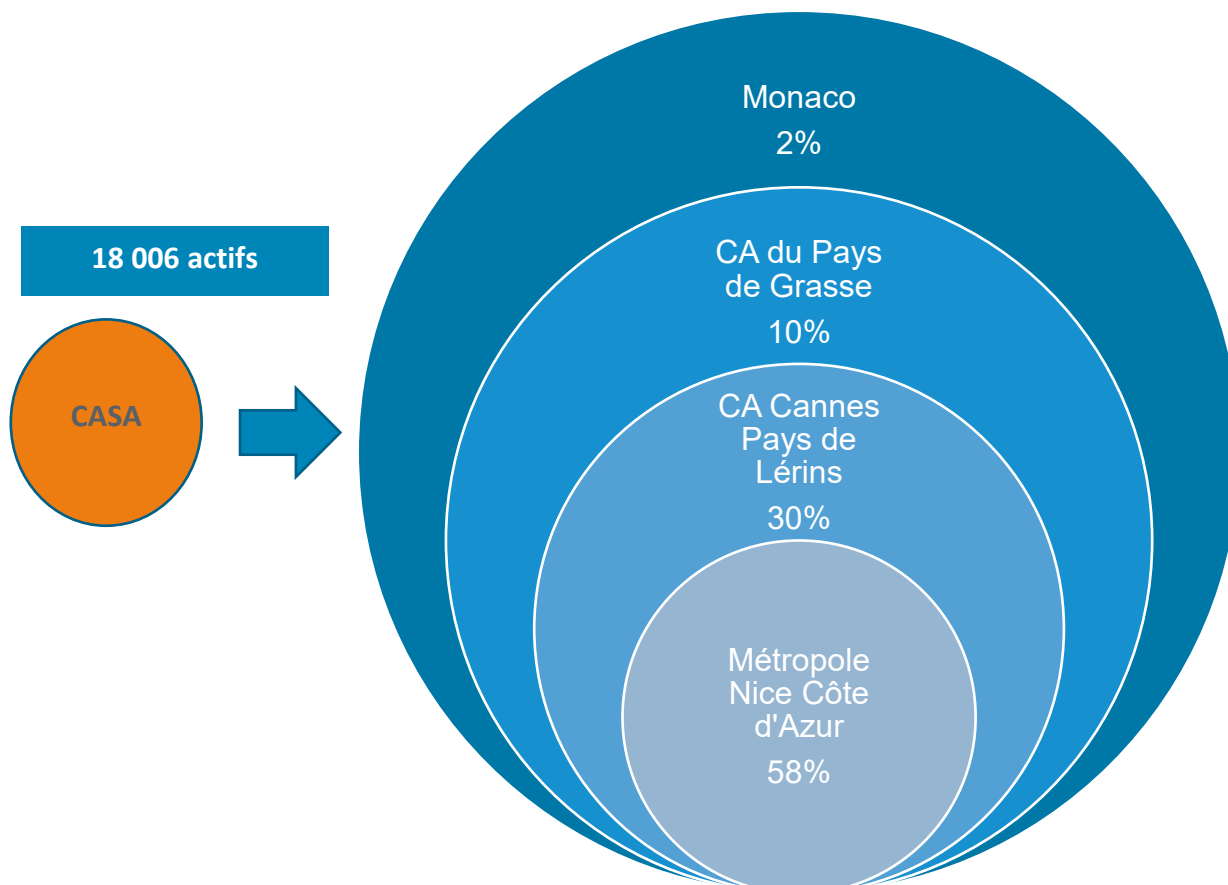 18 006 actifs
CASA
Monaco
2%
CA du Pays
de Grasse
10%
CA Cannes
Pays de
Lérins
30%
Métropole
Nice Côte
d'Azur
58%